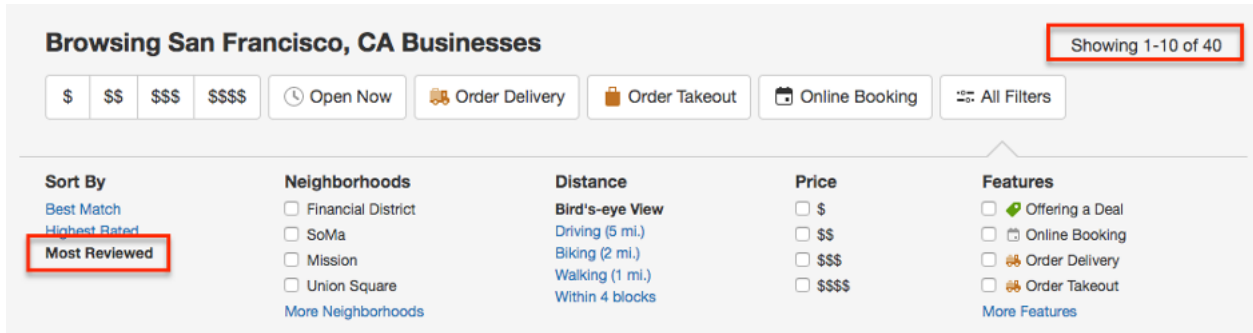 Browsing San Francisco, CA Businesses
Showing 1-10 of 40
$ $$ $$$ $$$$ Open Now Order Delivery Order Takeout Online Booking All Filters
Sort By
Best Match
Highest Rated
Most Reviewed
Neighborhoods
Financial District
SoMa
Mission
Union Square
More Neighborhoods
Distance
Bird's-eye View
Driving (5 mi.)
Biking (2 mi.)
Walking (1 mi.)
Within 4 blocks
Price
$
$$
$$$
$$$$
Features
Offering a Deal
Online Booking
Order Delivery
Order Takeout
More Features